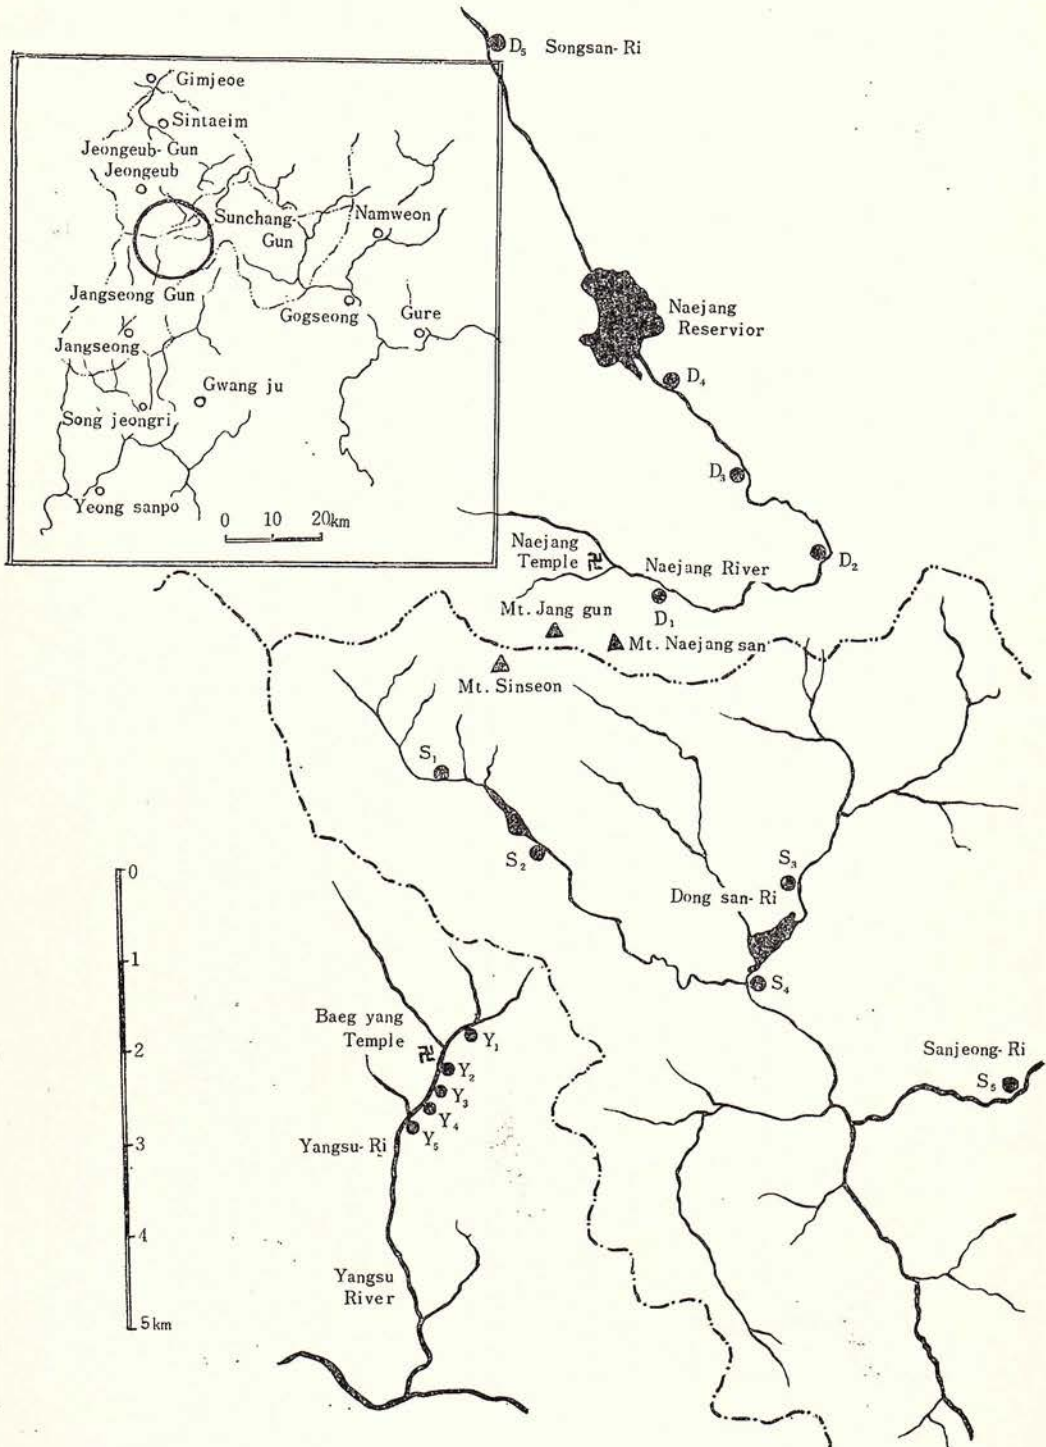 D₅ Songsan-Ri
Gimjeoe
Sintaeim
Jeongeub-Gun
Jeongeub
Sunchang-
Gun
Namweon
Jangseong Gun
Gogseong
Gure
Jangseong
Gwang ju
Song jeongri
Yeong sanpo
0 10 20km
Naejang
Reservior
D₄
D₃
D₂
Naejang
Temple 卍
Naejang River
D₁
Mt. Jang gun
Mt. Naejang san
Mt. Sinseon
S₁
S₂
S₃
Dong san-Ri
S₄
Sanjeong-Ri
S₅
0
1
2
3
4
5km
Baeg yang
Temple 卍
Y₁
Y₂
Y₃
Y₄
Y₅
Yangsu-Ri
Yangsu
River